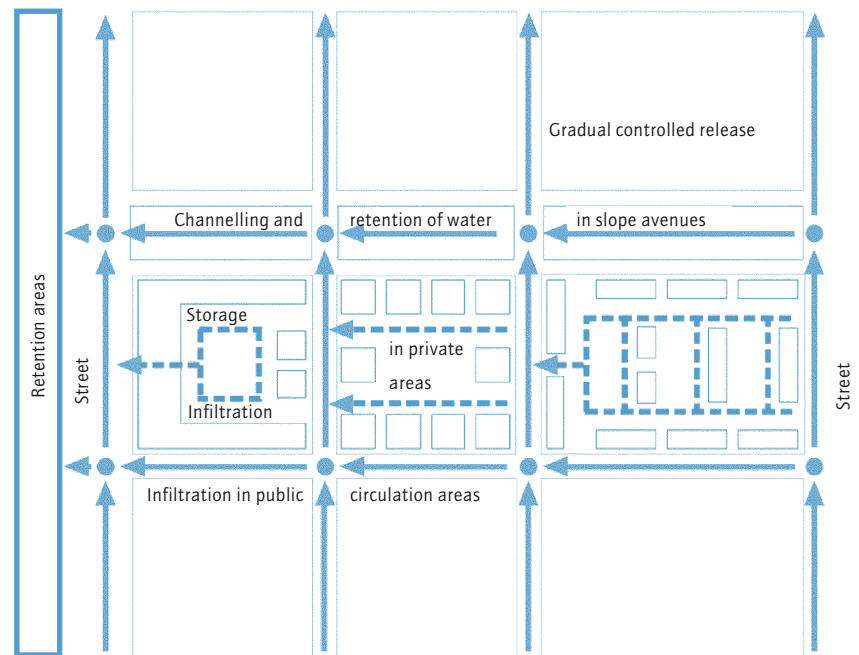 Gradual controlled release
Channelling and retention of water in slope avenues
Storage
in private
areas
Infiltration
Infiltration in public circulation areas
Retention areas
Street
Street